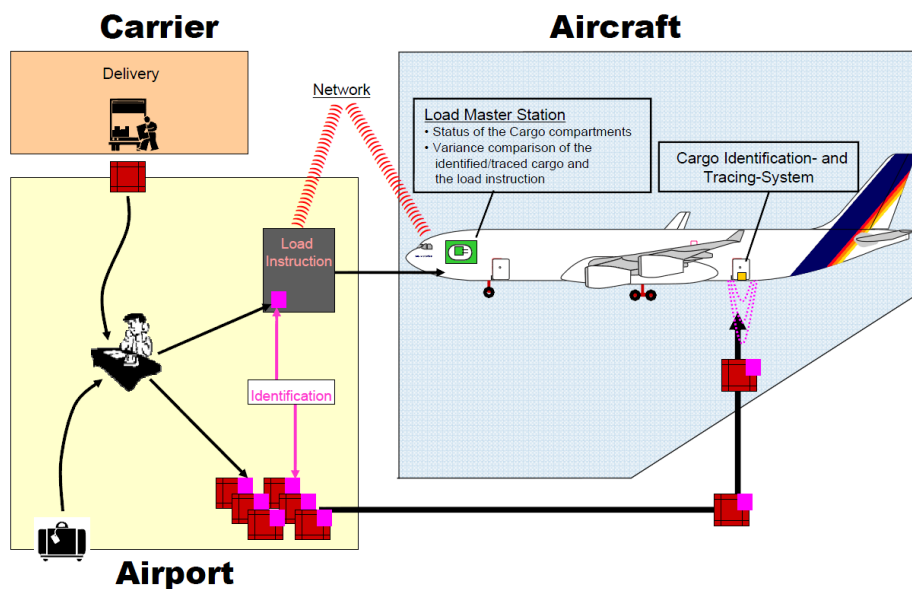 Carrier
Aircraft
Delivery
Network
Load Master Station
• Status of the Cargo compartments
• Variance comparison of the
identified/traced cargo and
the load instruction
Cargo Identification- and
Tracing-System
Load
Instruction
Identification
Airport